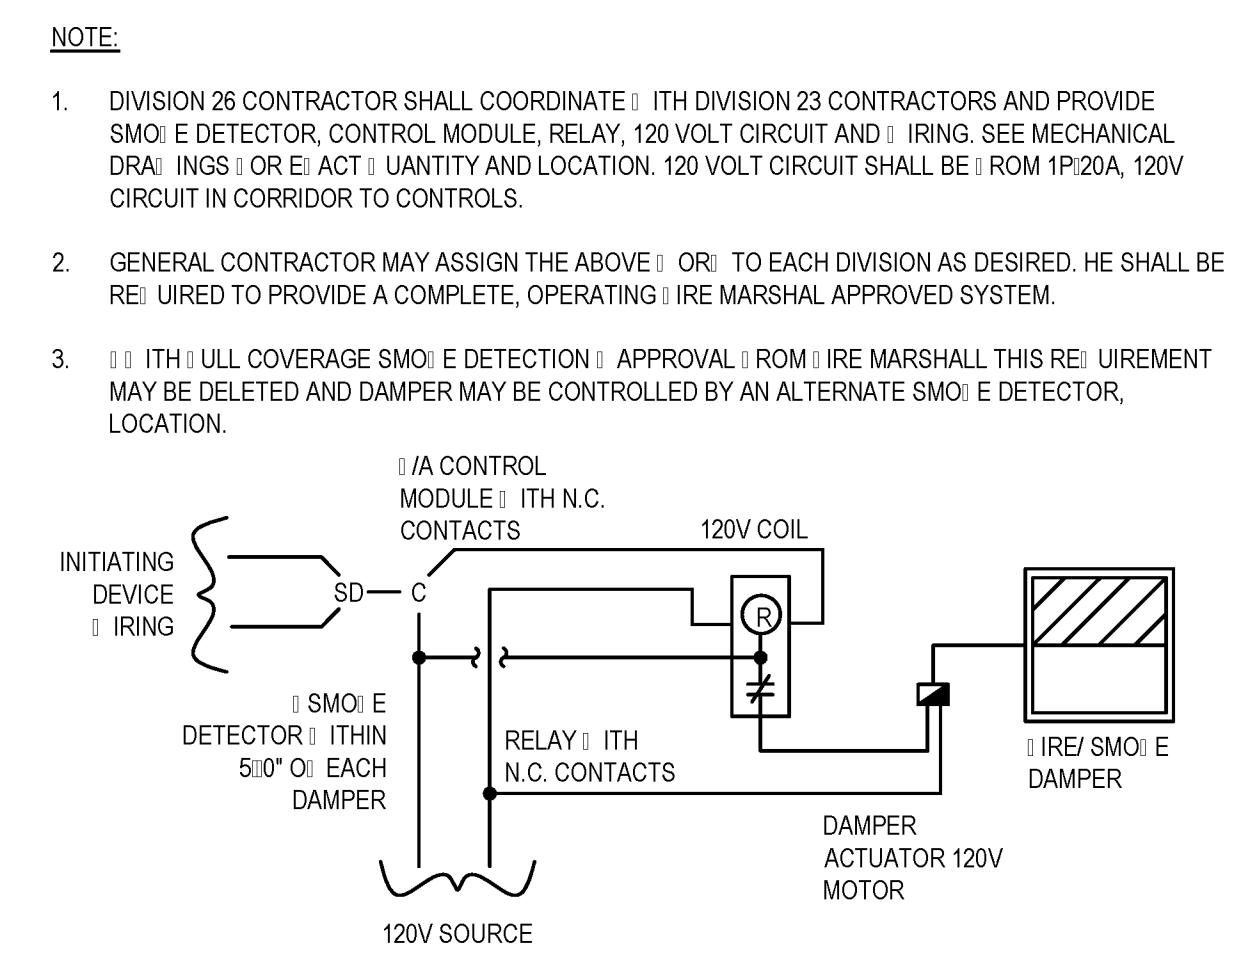 NOTE:
1. DIVISION 26 CONTRACTOR SHALL COORDINATE ▯ ITH DIVISION 23 CONTRACTORS AND PROVIDE
SMO▯ E DETECTOR, CONTROL MODULE, RELAY, 120 VOLT CIRCUIT AND ▯ IRING. SEE MECHANICAL
DRA▯ INGS ▯ OR E▯ ACT ▯ UANTITY AND LOCATION. 120 VOLT CIRCUIT SHALL BE ▯ ROM 1P▯20A, 120V
CIRCUIT IN CORRIDOR TO CONTROLS.
2. GENERAL CONTRACTOR MAY ASSIGN THE ABOVE ▯ OR▯ TO EACH DIVISION AS DESIRED. HE SHALL BE
RE▯ UIRED TO PROVIDE A COMPLETE, OPERATING ▯ IRE MARSHAL APPROVED SYSTEM.
3. ▯ ▯ ITH ▯ ULL COVERAGE SMO▯ E DETECTION ▯ APPROVAL ▯ ROM ▯ IRE MARSHALL THIS RE▯ UIREMENT
MAY BE DELETED AND DAMPER MAY BE CONTROLLED BY AN ALTERNATE SMO▯ E DETECTOR,
LOCATION.
▯ /A CONTROL
MODULE ▯ ITH N.C.
CONTACTS
120V COIL
INITIATING
DEVICE
▯ IRING
SD
C
R
▯ SMO▯ E
DETECTOR ▯ ITHIN
5▯▯0" O▯ EACH
DAMPER
RELAY ▯ ITH
N.C. CONTACTS
▯ IRE/ SMO▯ E
DAMPER
DAMPER
ACTUATOR 120V
MOTOR
120V SOURCE